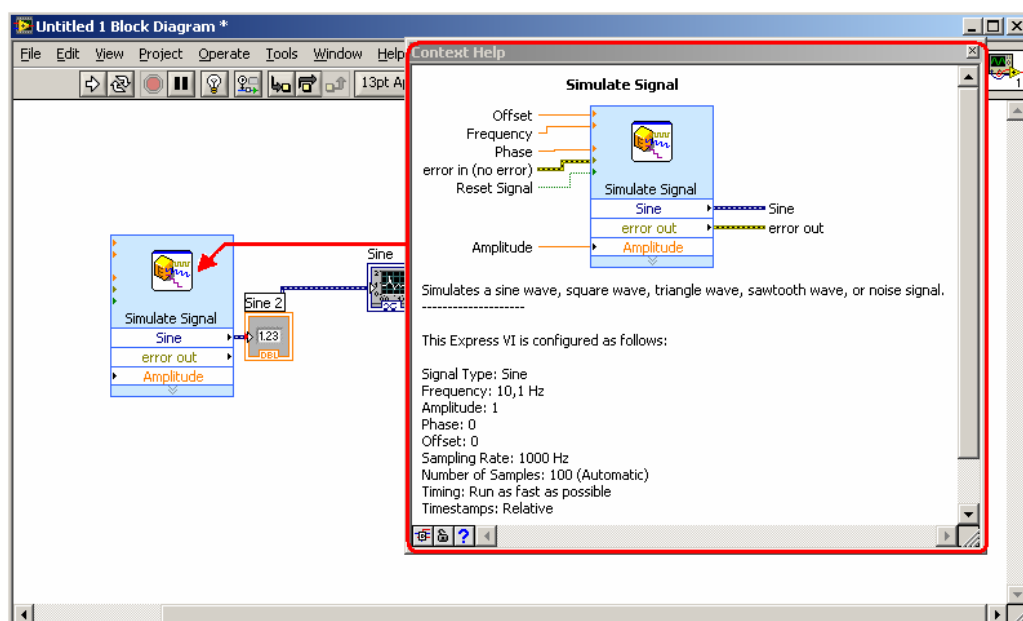 Untitled 1 Block Diagram *
File Edit View Project Operate Tools Window Help
13pt
Context Help
Simulate Signal
Offset
Frequency
Phase
error in (no error)
Reset Signal
Simulate Signal
Sine
Sine
error out
error out
Amplitude
Amplitude
Simulates a sine wave, square wave, triangle wave, sawtooth wave, or noise signal.
--------------------
This Express VI is configured as follows:
Signal Type: Sine
Frequency: 10,1 Hz
Amplitude: 1
Phase: 0
Offset: 0
Sampling Rate: 1000 Hz
Number of Samples: 100 (Automatic)
Timing: Run as fast as possible
Timestamps: Relative
?
1
Sine
Simulate Signal
Sine 2
Sine
1.23
DBL
error out
Amplitude